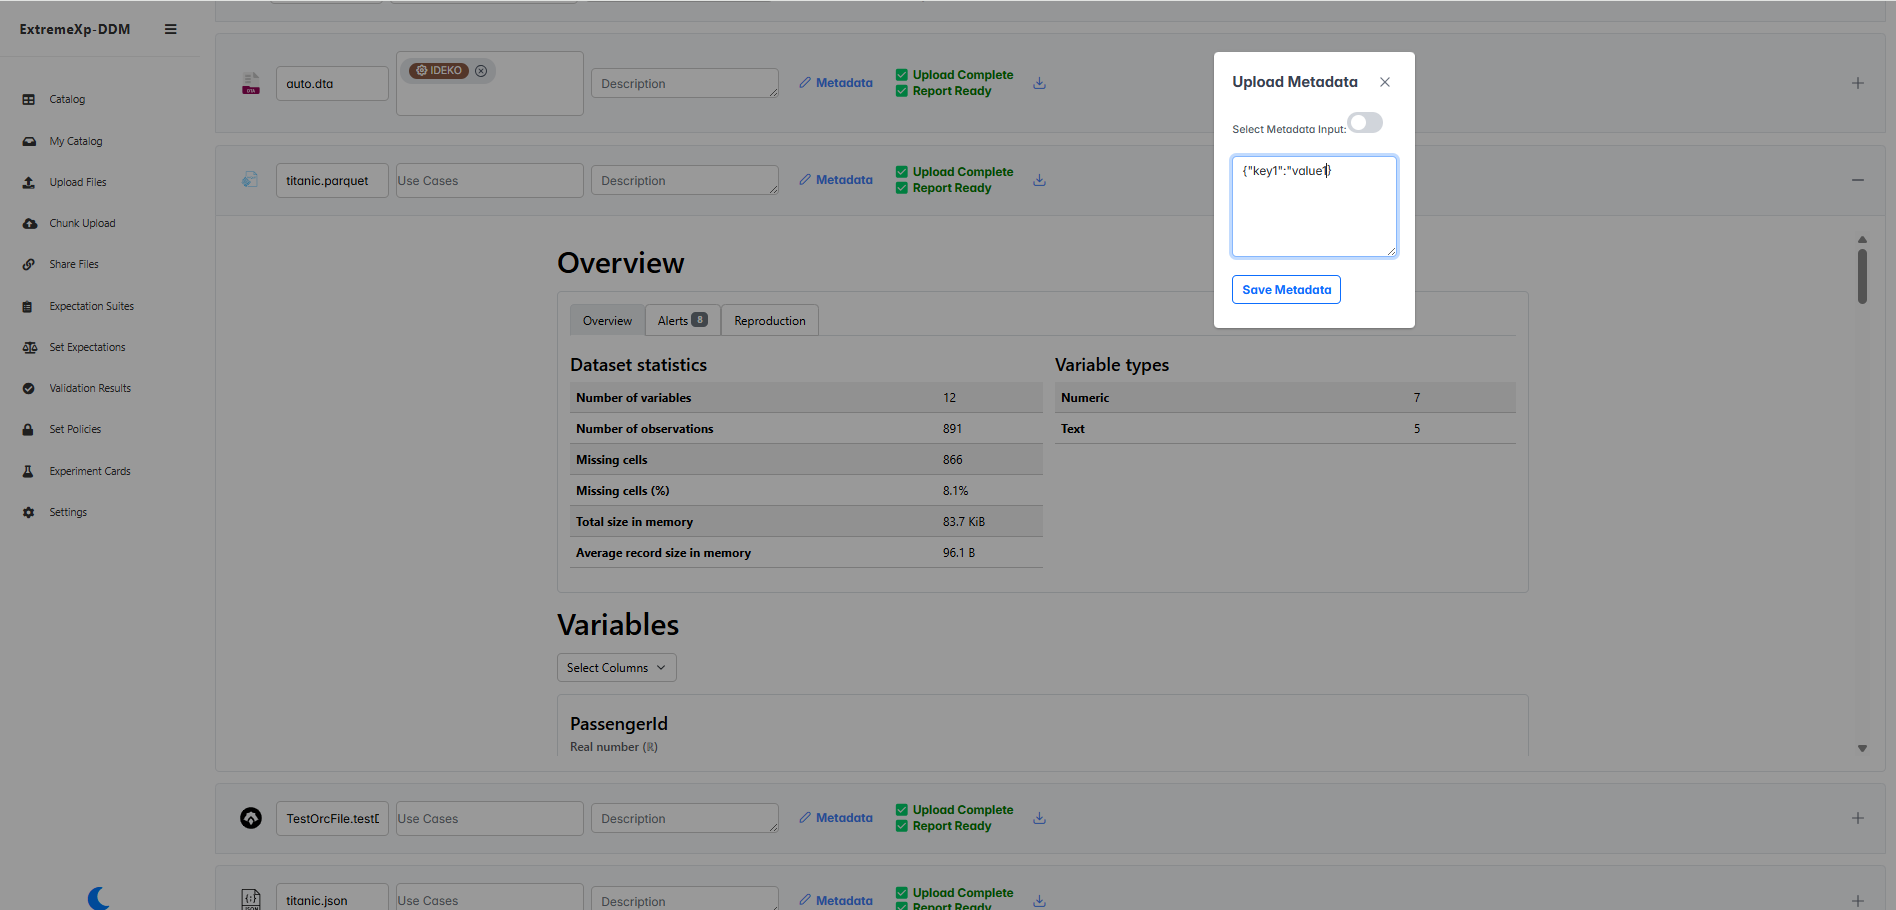 ExtremeXp-DDM
Catalog
My Catalog
Upload Files
Chunk Upload
Share Files
Expectation Suites
Set Expectations
Validation Results
Set Policies
Experiment Cards
Settings
auto.dta
IDEKO
Description
Metadata
Upload Complete
Report Ready
titanic.parquet
Use Cases
Description
Metadata
Upload Complete
Report Ready
Upload Metadata
Select Metadata Input:
{"key1":"value1}
Save Metadata
Overview
Overview
Alerts 8
Reproduction
Dataset statistics
Number of variables 12
Number of observations 891
Missing cells 866
Missing cells (%) 8.1%
Total size in memory 83.7 KiB
Average record size in memory 96.1 B
Variable types
Numeric 7
Text 5
Variables
Select Columns
PassengerId
Real number (ℝ)
TestOrcFile.test
Use Cases
Description
Metadata
Upload Complete
Report Ready
titanic.json
Use Cases
Description
Metadata
Upload Complete
Report Ready